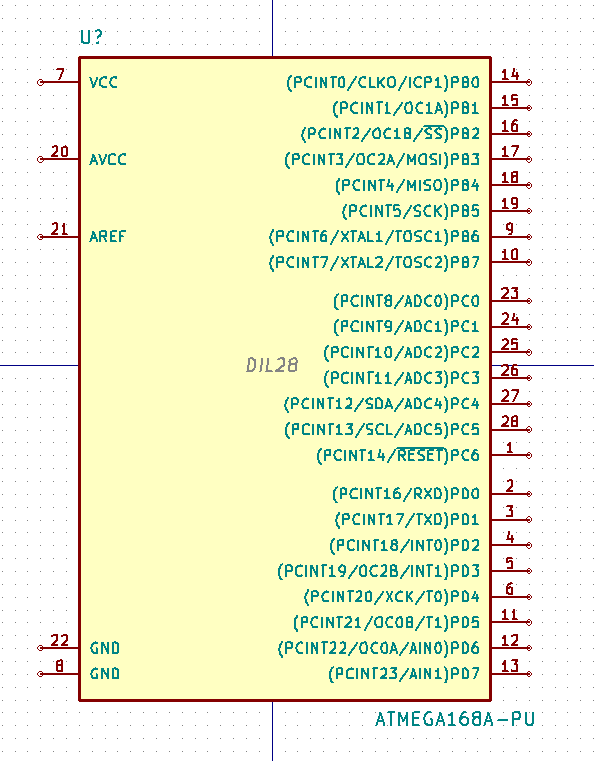 U?
7 VCC (PCINT0/CLKO/ICP1)PB0 14
(PCINT1/OC1A)PB1 15
(PCINT2/OC1B/SS)PB2 16
20 AVCC (PCINT3/OC2A/MOSI)PB3 17
(PCINT4/MISO)PB4 18
(PCINT5/SCK)PB5 19
21 AREF (PCINT6/XTAL1/TOSC1)PB6 9
(PCINT7/XTAL2/TOSC2)PB7 10
(PCINT8/ADC0)PC0 23
(PCINT9/ADC1)PC1 24
(PCINT10/ADC2)PC2 25
DIL28
(PCINT11/ADC3)PC3 26
(PCINT12/SDA/ADC4)PC4 27
(PCINT13/SCL/ADC5)PC5 28
(PCINT14/RESET)PC6 1
(PCINT16/RXD)PD0 2
(PCINT17/TXD)PD1 3
(PCINT18/INT0)PD2 4
(PCINT19/OC2B/INT1)PD3 5
(PCINT20/XCK/T0)PD4 6
(PCINT21/OC0B/T1)PD5 11
22 GND (PCINT22/OC0A/AIN0)PD6 12
8 GND (PCINT23/AIN1)PD7 13
ATMEGA168A-PU